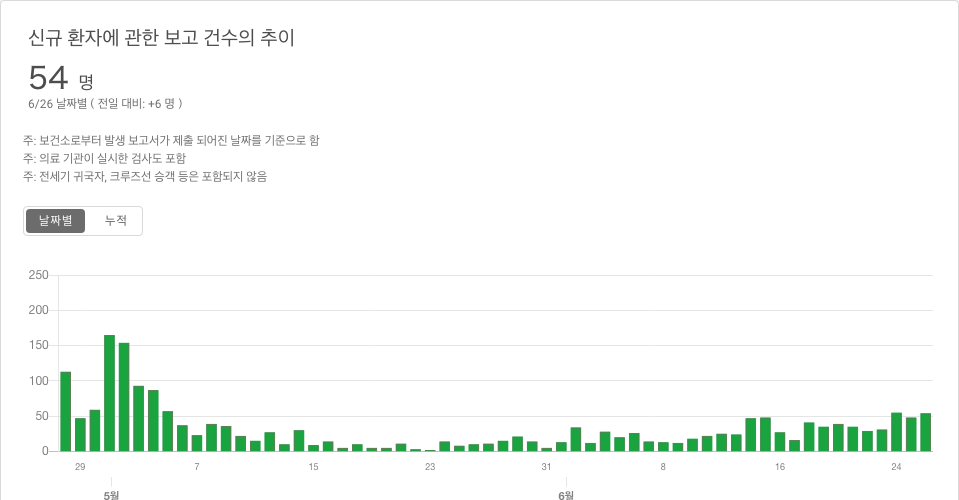 신규 환자에 관한 보고 건수의 추이
54 명
6/26 날짜별 ( 전일 대비: +6 명 )
주: 보건소로부터 발생 보고서가 제출 되어진 날짜를 기준으로 함
주: 의료 기관이 실시한 검사도 포함
주: 전세기 귀국자, 크루즈선 승객 등은 포함되지 않음
날짜별 누적
250
200
150
100
50
0
29 7 15 23 31 8 16 24
5월 6월